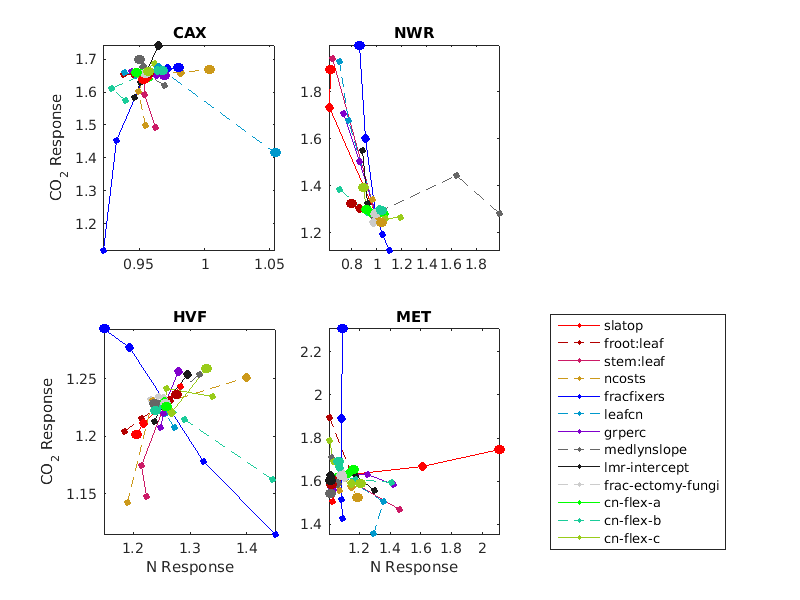 CAX
NWR
1.7
1.6
1.5
1.4
1.3
1.2
CO2 Response
0.95
1
1.05
1.8
1.6
1.4
1.2
0.8
1
1.2
1.4
1.6
1.8
HVF
MET
1.25
1.2
1.15
CO2 Response
1.2
1.3
1.4
N Response
2.2
2
1.8
1.6
1.4
1.2
1.4
1.6
1.8
2
N Response
slatop
froot:leaf
stem:leaf
ncosts
fracfixers
leafcn
grperc
medlynslope
lmr-intercept
frac-ectomy-fungi
cn-flex-a
cn-flex-b
cn-flex-c